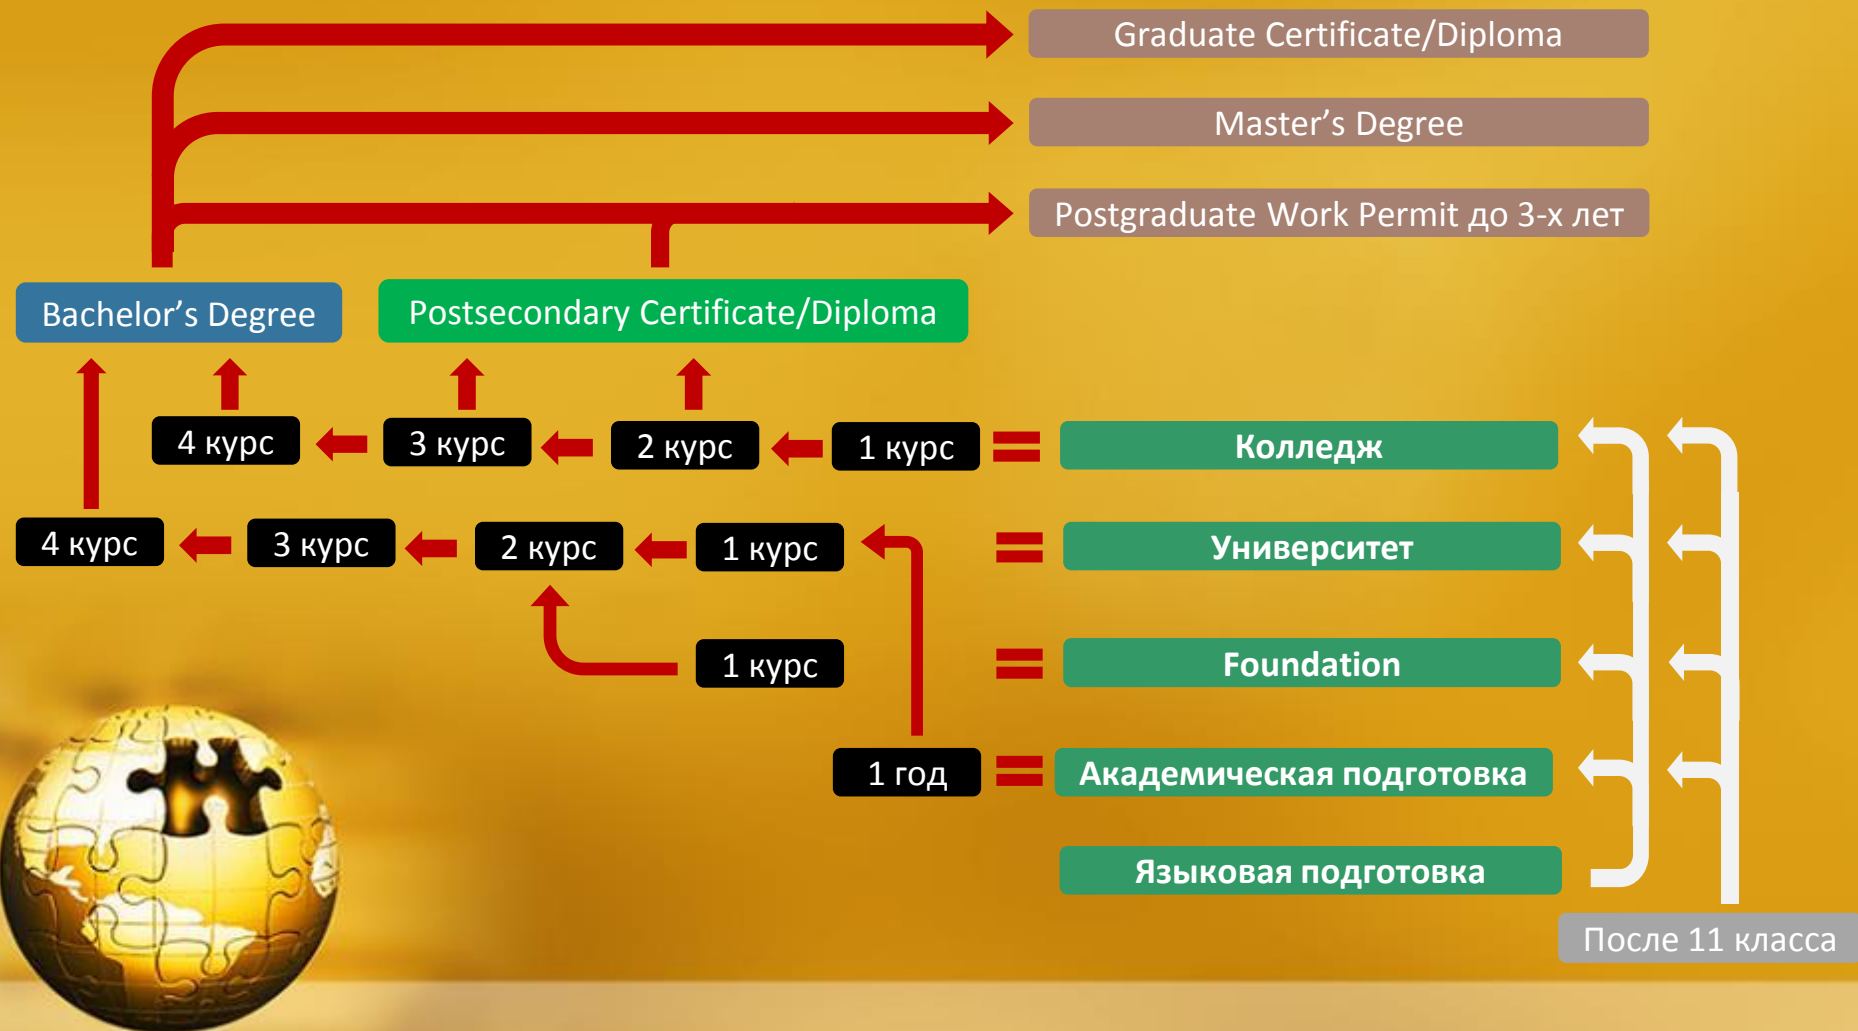 Graduate Certificate/Diploma
Master’s Degree
Postgraduate Work Permit до 3-х лет
Bachelor’s Degree
Postsecondary Certificate/Diploma
4 курс
3 курс
2 курс
1 курс
Колледж
4 курс
3 курс
2 курс
1 курс
Университет
1 курс
Foundation
1 год
Академическая подготовка
Языковая подготовка
После 11 класса